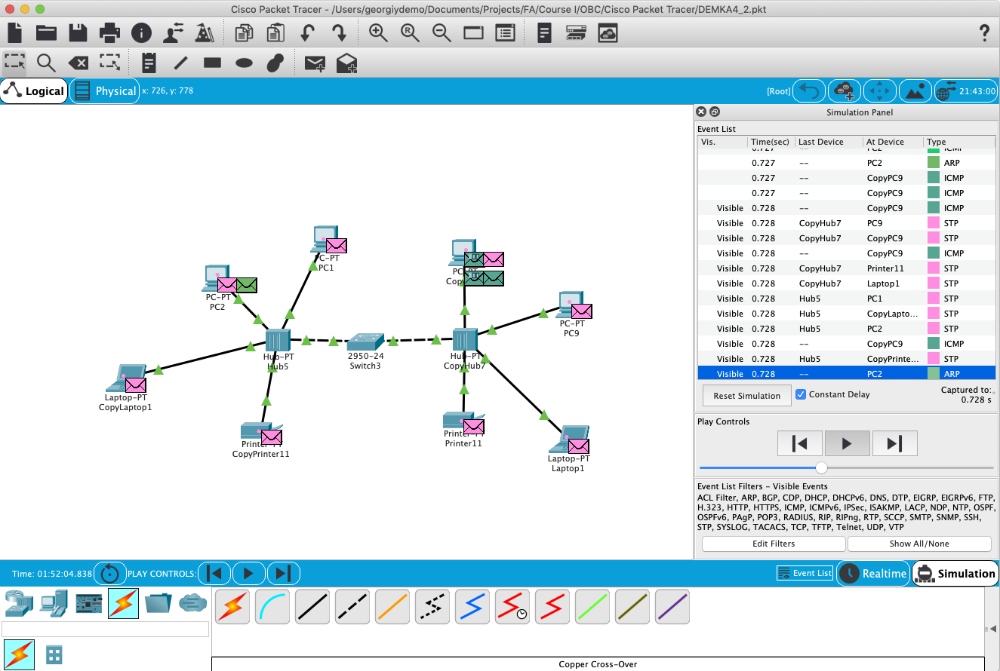 Cisco Packet Tracer - /Users/georgiydemo/Documents/Projects/FA/Course I/OBC/Cisco Packet Tracer/DEMKA4_2.pkt
Logical
Physical
x: 726, y: 778
[Root]
21:43:00
Simulation Panel
Event List
Vis. Time(sec) Last Device At Device Type
0.727 -- PC2 ICMP
0.727 -- PC2 ARP
0.727 -- CopyPC9 ICMP
0.727 -- CopyPC9 ICMP
Visible 0.728 -- CopyPC9 ICMP
Visible 0.728 CopyHub7 PC9 STP
Visible 0.728 CopyHub7 CopyPC9 STP
Visible 0.728 -- CopyPC9 ICMP
Visible 0.728 CopyHub7 Printer11 STP
Visible 0.728 CopyHub7 Laptop1 STP
Visible 0.728 Hub5 PC1 STP
Visible 0.728 Hub5 CopyLapto... STP
Visible 0.728 Hub5 PC2 STP
Visible 0.728 -- CopyPC9 ICMP
Visible 0.728 Hub5 CopyPrinte... STP
Visible 0.728 -- PC2 ARP
Reset Simulation
Constant Delay
Captured to:
0.728 s
Play Controls
Event List Filters - Visible Events
ACL Filter, ARP, BGP, CDP, DHCP, DHCPv6, DNS, DTP, EIGRP, EIGRPv6, FTP,
H.323, HTTP, HTTPS, ICMP, ICMPv6, IPSec, ISAKMP, LACP, NDP, NTP, OSPF,
OSPFv6, PAgP, POP3, RADIUS, RIP, RIPng, RTP, SCCP, SMTP, SNMP, SSH,
STP, SYSLOG, TACACS, TCP, TFTP, Telnet, UDP, VTP
Edit Filters
Show All/None
PC-PT
PC1
PC-PT
PC2
PC-PT
PC9
Hub-PT
Hub5
2950-24
Switch3
Hub-PT
CopyHub7
Laptop-PT
CopyLaptop1
CopyPrinter11
Printer11
Laptop-PT
Laptop1
Time: 01:52:04.838
PLAY CONTROLS:
Event List
Realtime
Simulation
Copper Cross-Over